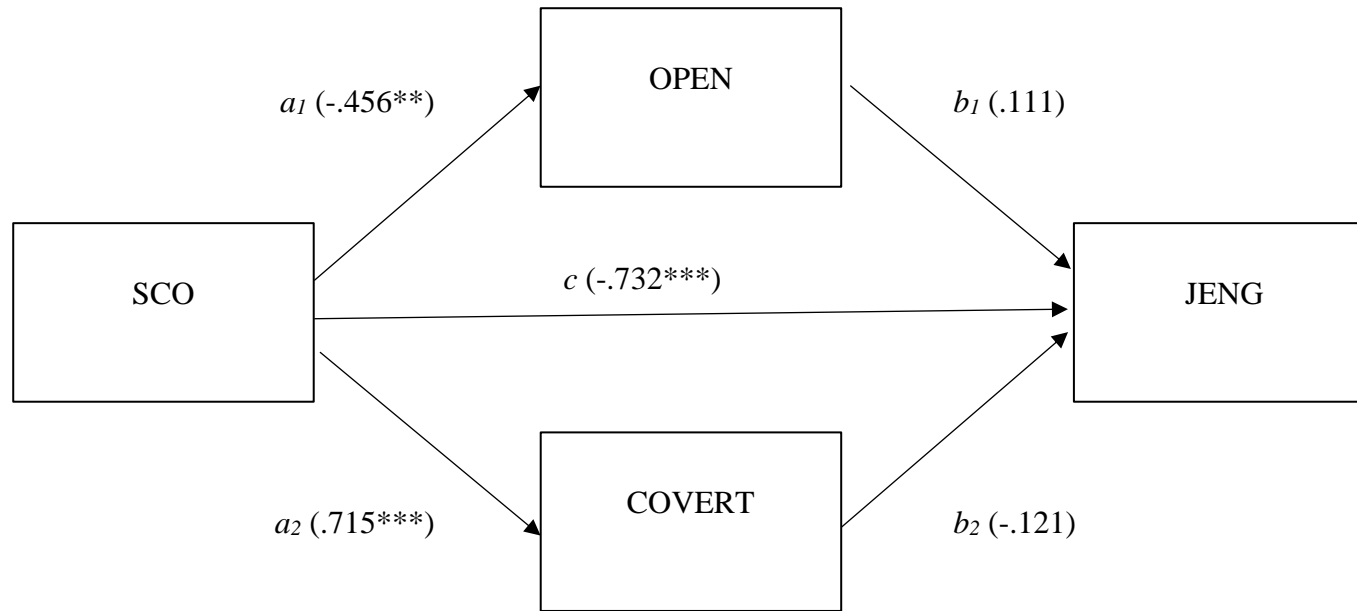 OPEN
a1 (-.456**)
b1 (.111)
SCO
c (-.732***)
JENG
COVERT
a2 (.715***)
b2 (-.121)